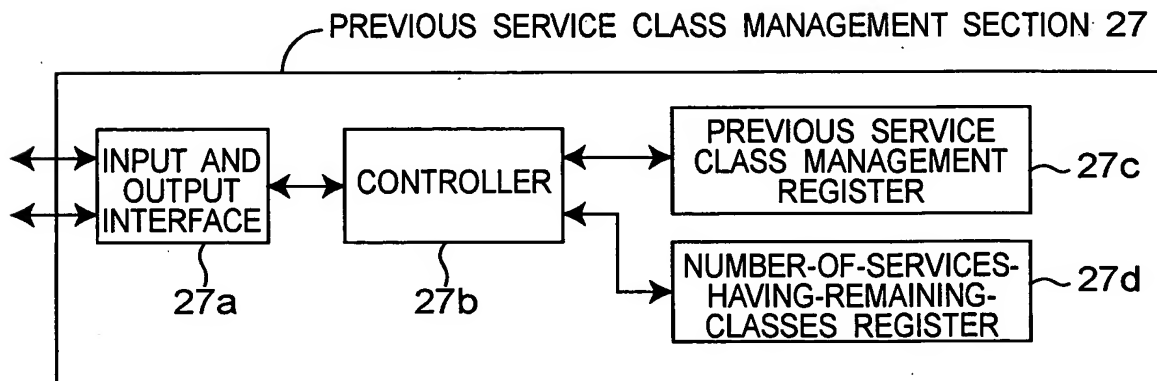 PREVIOUS SERVICE CLASS MANAGEMENT SECTION 27
INPUT AND
OUTPUT
INTERFACE
27a
CONTROLLER
27b
PREVIOUS SERVICE
CLASS MANAGEMENT
REGISTER
27c
NUMBER-OF-SERVICES-
HAVING-REMAINING-
CLASSES REGISTER
27d